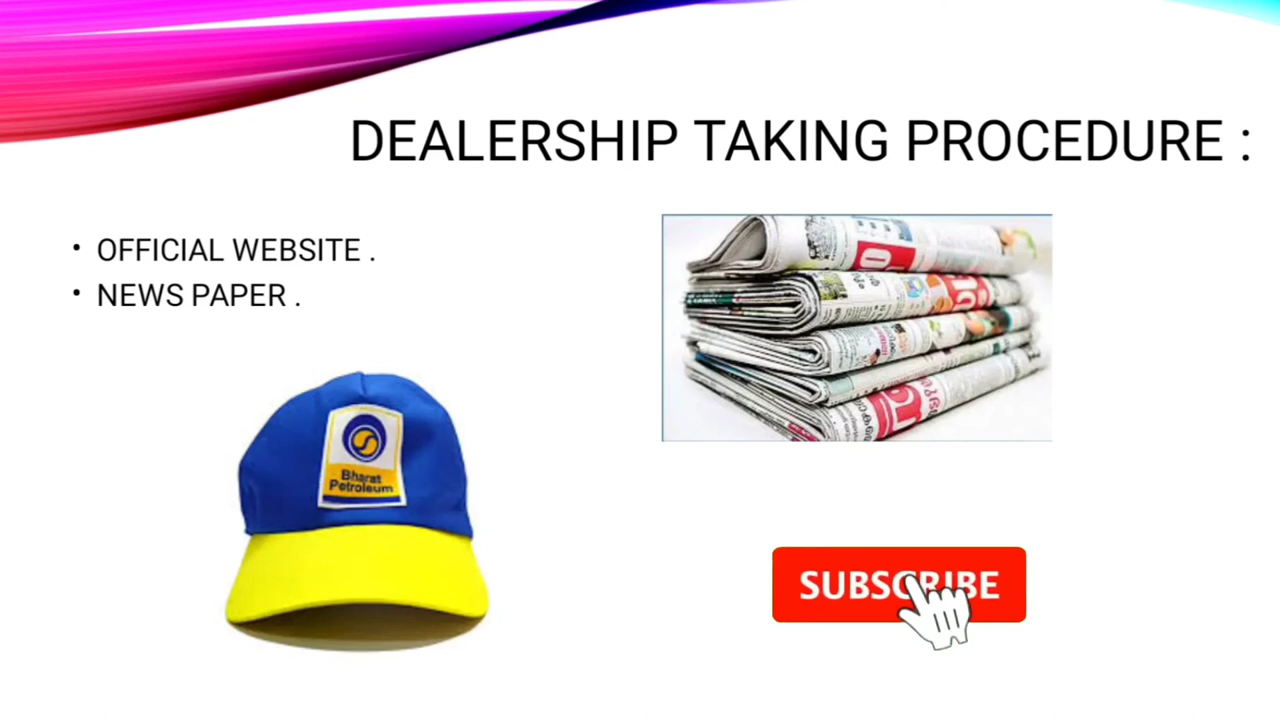 DEALERSHIP TAKING PROCEDURE :
• OFFICIAL WEBSITE .
• NEWS PAPER .
Bharat
Petroleum
SUBSCRIBE